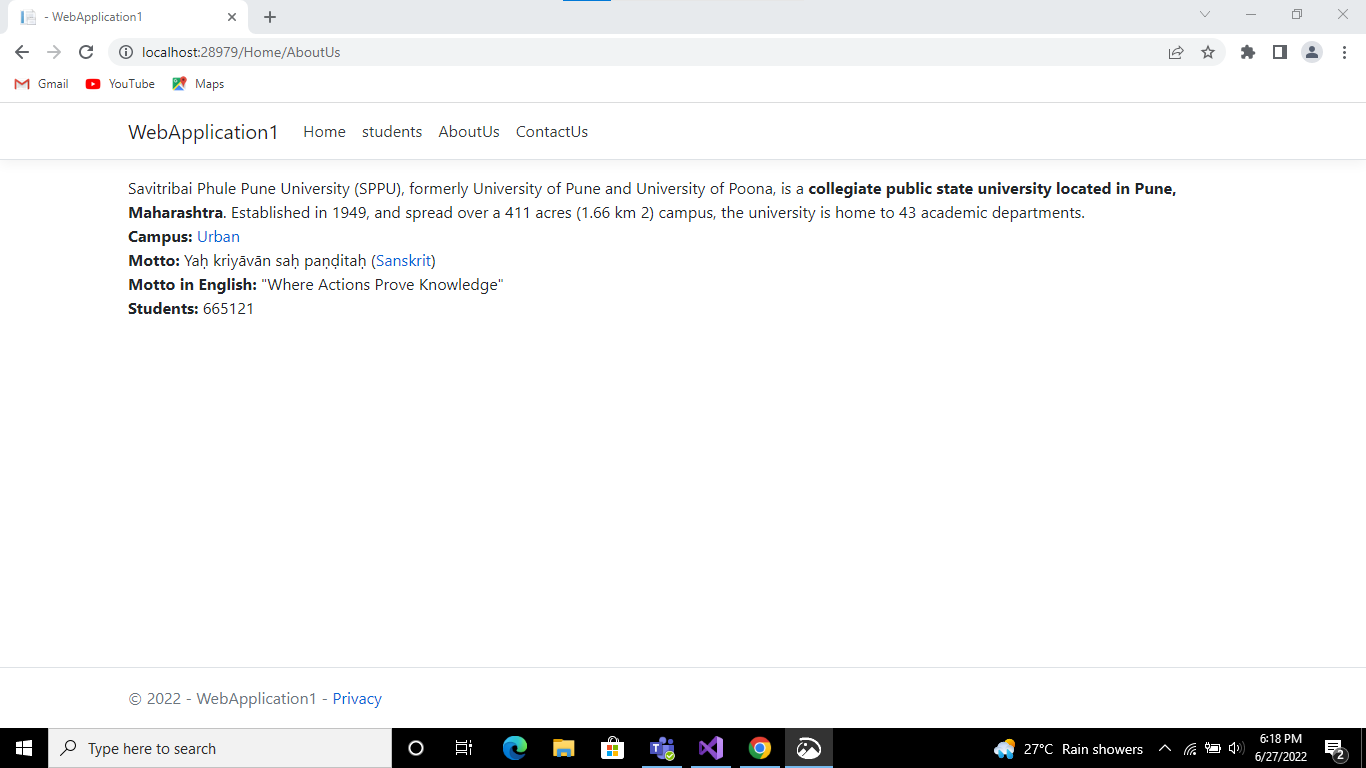 - WebApplication1
localhost:28979/Home/AboutUs
Gmail YouTube Maps
WebApplication1 Home students AboutUs ContactUs
Savitribai Phule Pune University (SPPU), formerly University of Pune and University of Poona, is a collegiate public state university located in Pune,
Maharashtra. Established in 1949, and spread over a 411 acres (1.66 km 2) campus, the university is home to 43 academic departments.
Campus: Urban
Motto: Yaḥ kriyāvān saḥ paṇḍitaḥ (Sanskrit)
Motto in English: "Where Actions Prove Knowledge"
Students: 665121
© 2022 - WebApplication1 - Privacy
Type here to search 27°C Rain showers 6:18 PM
6/27/2022 2